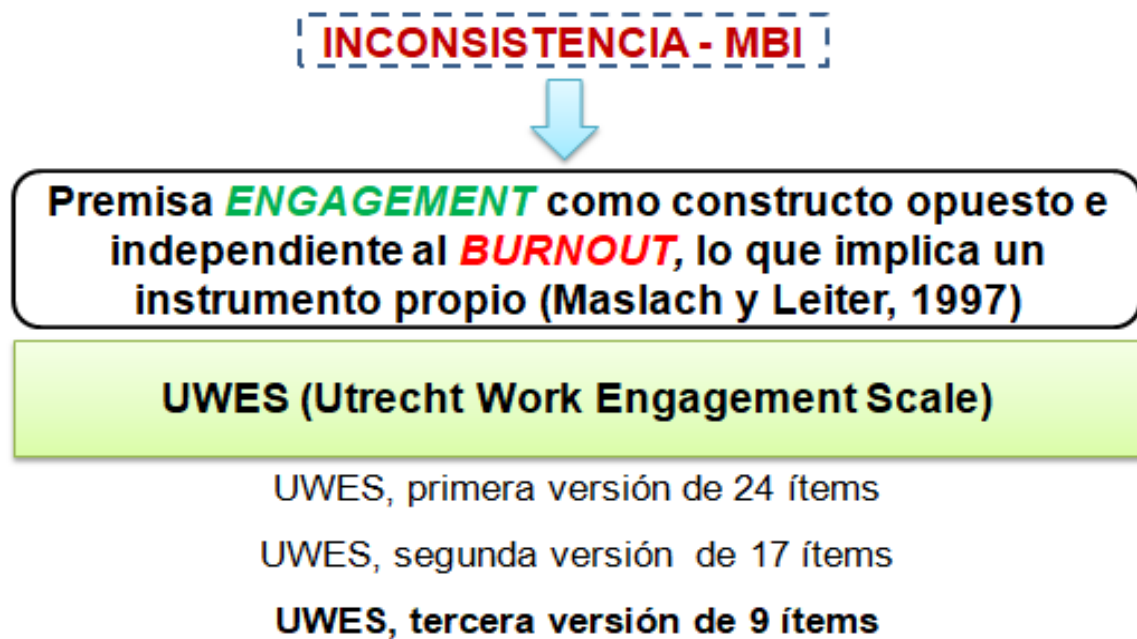 INCONSISTENCIA - MBI
Premisa ENGAGEMENT como constructo opuesto e
independiente al BURNOUT, lo que implica un
instrumento propio (Maslach y Leiter, 1997)
UWES (Utrecht Work Engagement Scale)
UWES, primera versión de 24 ítems
UWES, segunda versión de 17 ítems
UWES, tercera versión de 9 ítems